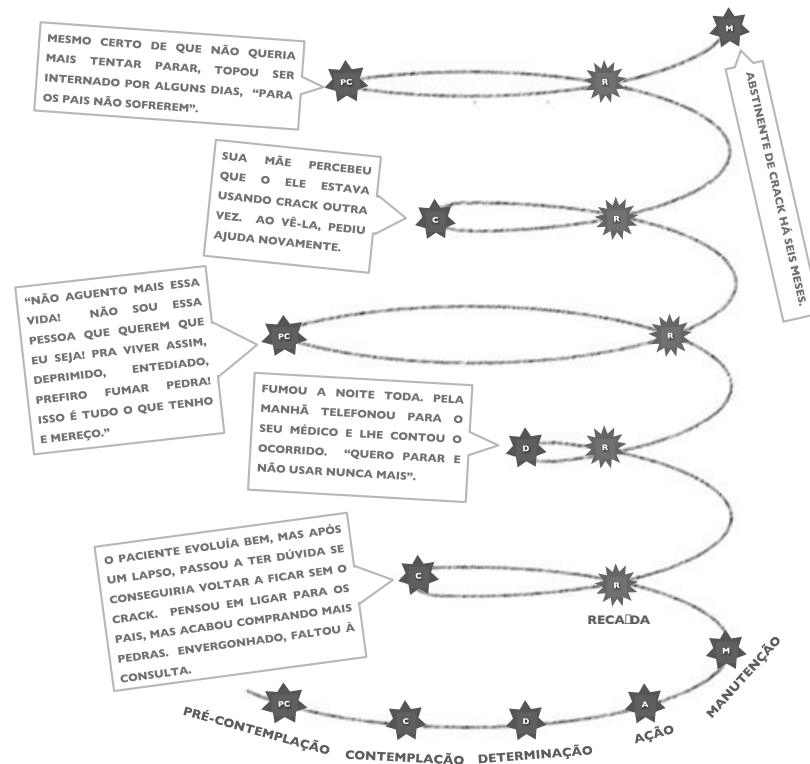 M
MESMO CERTO DE QUE NÃO QUERIA
MAIS TENTAR PARAR, TOPOU SER
INTERNADO POR ALGUNS DIAS, “PARA
OS PAIS NÃO SOFREREM”.
PC
R
ABSTINENTE DE CRACK HÁ SEIS MESES.
SUA MÃE PERCEBEU
QUE O ELE ESTAVA
USANDO CRACK OUTRA
VEZ. AO VÊ-LA, PEDIU
AJUDA NOVAMENTE.
C
R
“NÃO AGUENTO MAIS ESSA
VIDA! NÃO SOU ESSA
PESSOA QUE QUEREM QUE
EU SEJA! PRA VIVER ASSIM,
DEPRIMIDO, ENTEDIADO,
PREFIRO FUMAR PEDRA!
ISSO É TUDO O QUE TENHO
E MEREÇO.”
PC
R
FUMOU A NOITE TODA. PELA
MANHÃ TELEFONOU PARA O
SEU MÉDICO E LHE CONTOU O
OCORRIDO. “QUERO PARAR E
NÃO USAR NUNCA MAIS”.
D
R
O PACIENTE EVOLUÍA BEM, MAS APÓS
UM LAPSO, PASSOU A TER DÚVIDA SE
CONSEGUIRIA VOLTAR A FICAR SEM O
CRACK. PENSOU EM LIGAR PARA OS
PAIS, MAS ACABOU COMPRANDO MAIS
PEDRAS. ENVERGONHADO, FALTOU À
CONSULTA.
C
R
RECA▯DA
M
MANUTENÇÃO
PC
C
D
A
PRÉ-CONTEMPLAÇÃO
CONTEMPLAÇÃO
DETERMINAÇÃO
AÇÃO